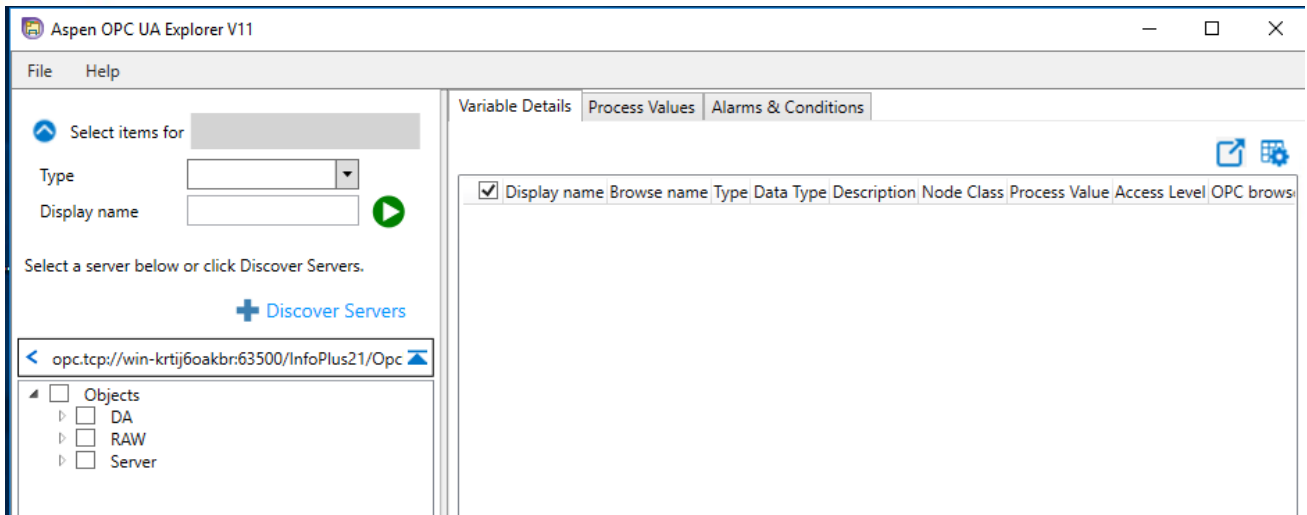 Aspen OPC UA Explorer V11
File Help
Select items for
Type
Display name
Select a server below or click Discover Servers.
Discover Servers
opc.tcp://win-krtij6oakbr:63500/InfoPlus21/Opc
Objects
DA
RAW
Server
Variable Details Process Values Alarms & Conditions
Display name Browse name Type Data Type Description Node Class Process Value Access Level OPC brows